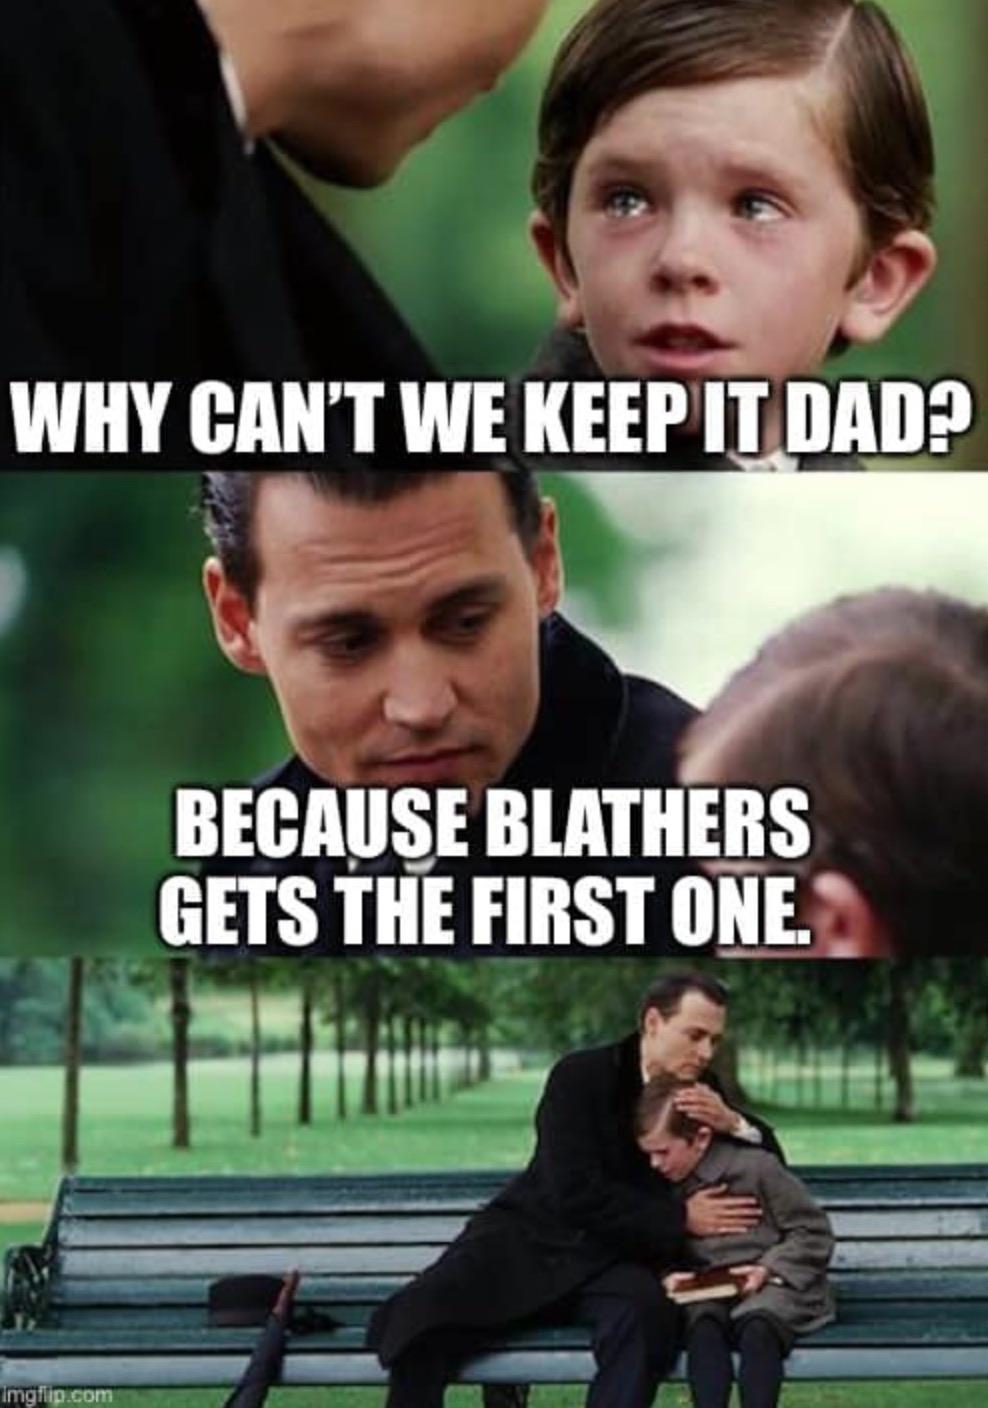 WHY CAN'T WE KEEP IT DAD?
BECAUSE BLATHERS
GETS THE FIRST ONE.
imgflip.com